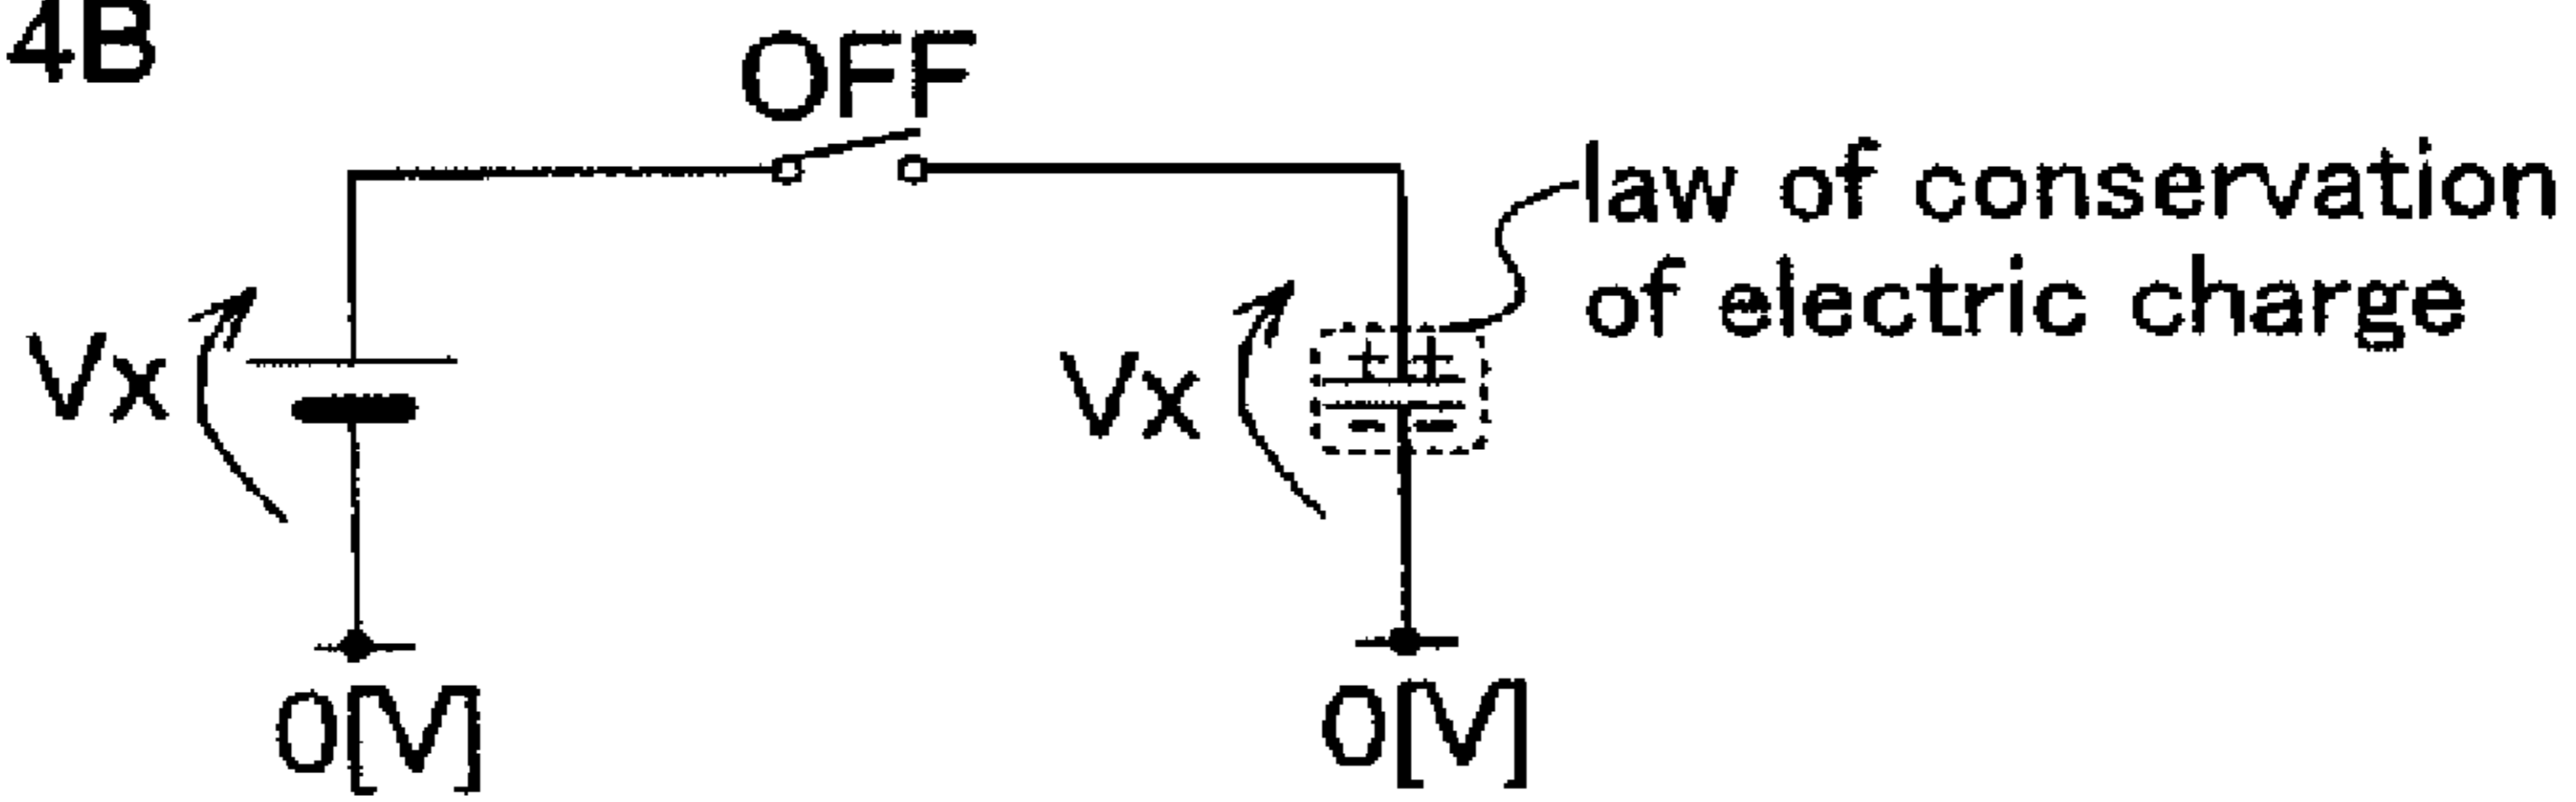 4B
OFF
law of conservation
of electric charge
Vx
Vx
++
--
0[V]
0[V]